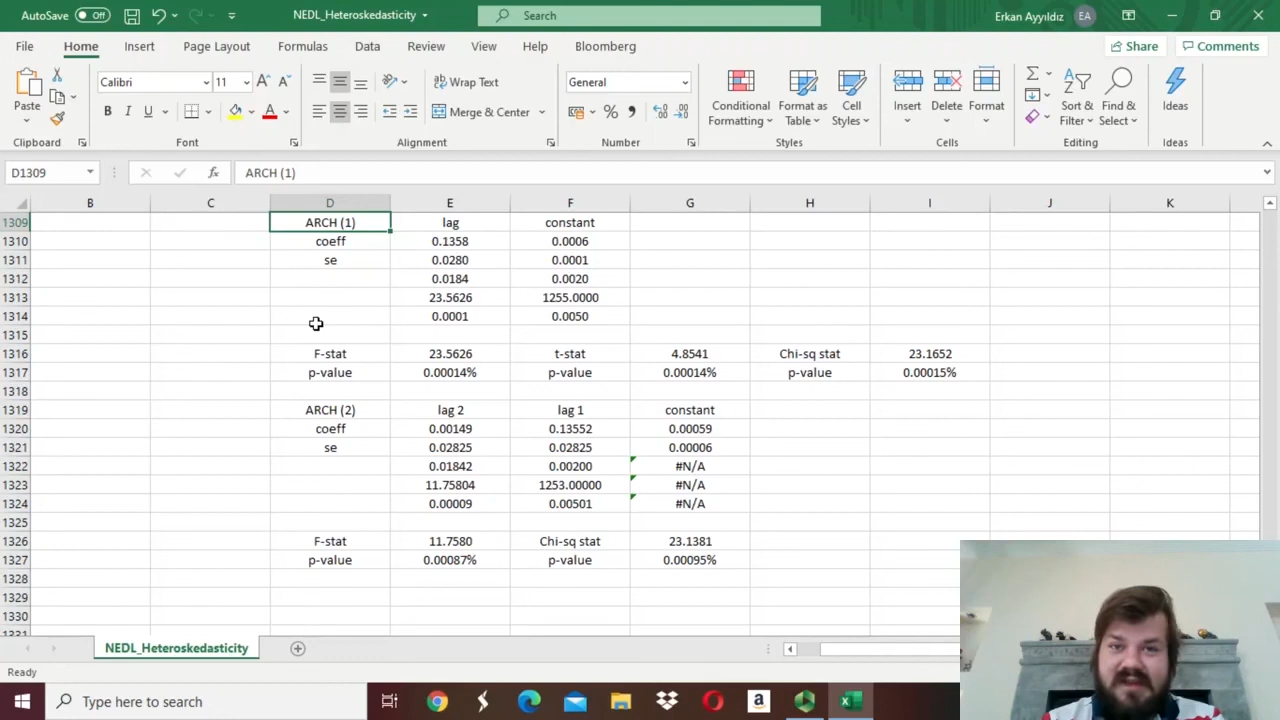 AutoSave Off NEDL_Heteroskedasticity Search Erkan Ayyıldız EA
File Home Insert Page Layout Formulas Data Review View Help Bloomberg Share Comments
Paste Calibri 11 Wrap Text General Conditional Formatting Format as Table Cell Styles Insert Delete Format Sort & Filter Find & Select Ideas
B I U A Merge & Center %
Clipboard Font Alignment Number Styles Cells Editing Ideas
D1309 fx ARCH (1)
B C D E F G H I J K
1309 ARCH (1) lag constant
1310 coeff 0.1358 0.0006
1311 se 0.0280 0.0001
1312 0.0184 0.0020
1313 23.5626 1255.0000
1314 0.0001 0.0050
1315
1316 F-stat 23.5626 t-stat 4.8541 Chi-sq stat 23.1652
1317 p-value 0.00014% p-value 0.00014% p-value 0.00015%
1318
1319 ARCH (2) lag 2 lag 1 constant
1320 coeff 0.00149 0.13552 0.00059
1321 se 0.02825 0.02825 0.00006
1322 0.01842 0.00200 #N/A
1323 11.75804 1253.00000 #N/A
1324 0.00009 0.00501 #N/A
1325
1326 F-stat 11.7580 Chi-sq stat 23.1381
1327 p-value 0.00087% p-value 0.00095%
1328
1329
1330
1331
NEDL_Heteroskedasticity
Ready
Type here to search